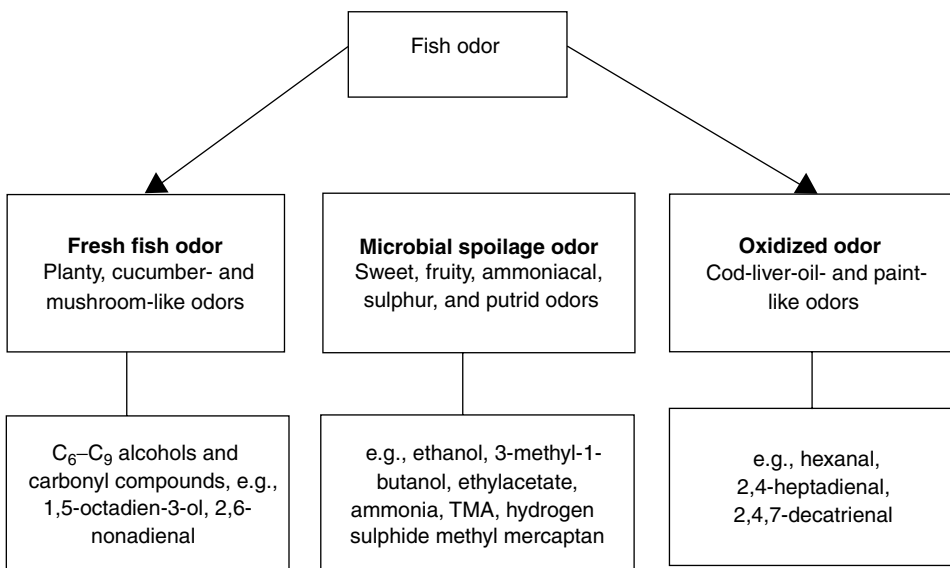 Fish odor
Fresh fish odor
Planty, cucumber- and
mushroom-like odors
Microbial spoilage odor
Sweet, fruity, ammoniacal,
sulphur, and putrid odors
Oxidized odor
Cod-liver-oil- and paint-
like odors
C₆–C₉ alcohols and
carbonyl compounds, e.g.,
1,5-octadien-3-ol, 2,6-
nonadienal
e.g., ethanol, 3-methyl-1-
butanol, ethylacetate,
ammonia, TMA, hydrogen
sulphide methyl mercaptan
e.g., hexanal,
2,4-heptadienal,
2,4,7-decatrienal